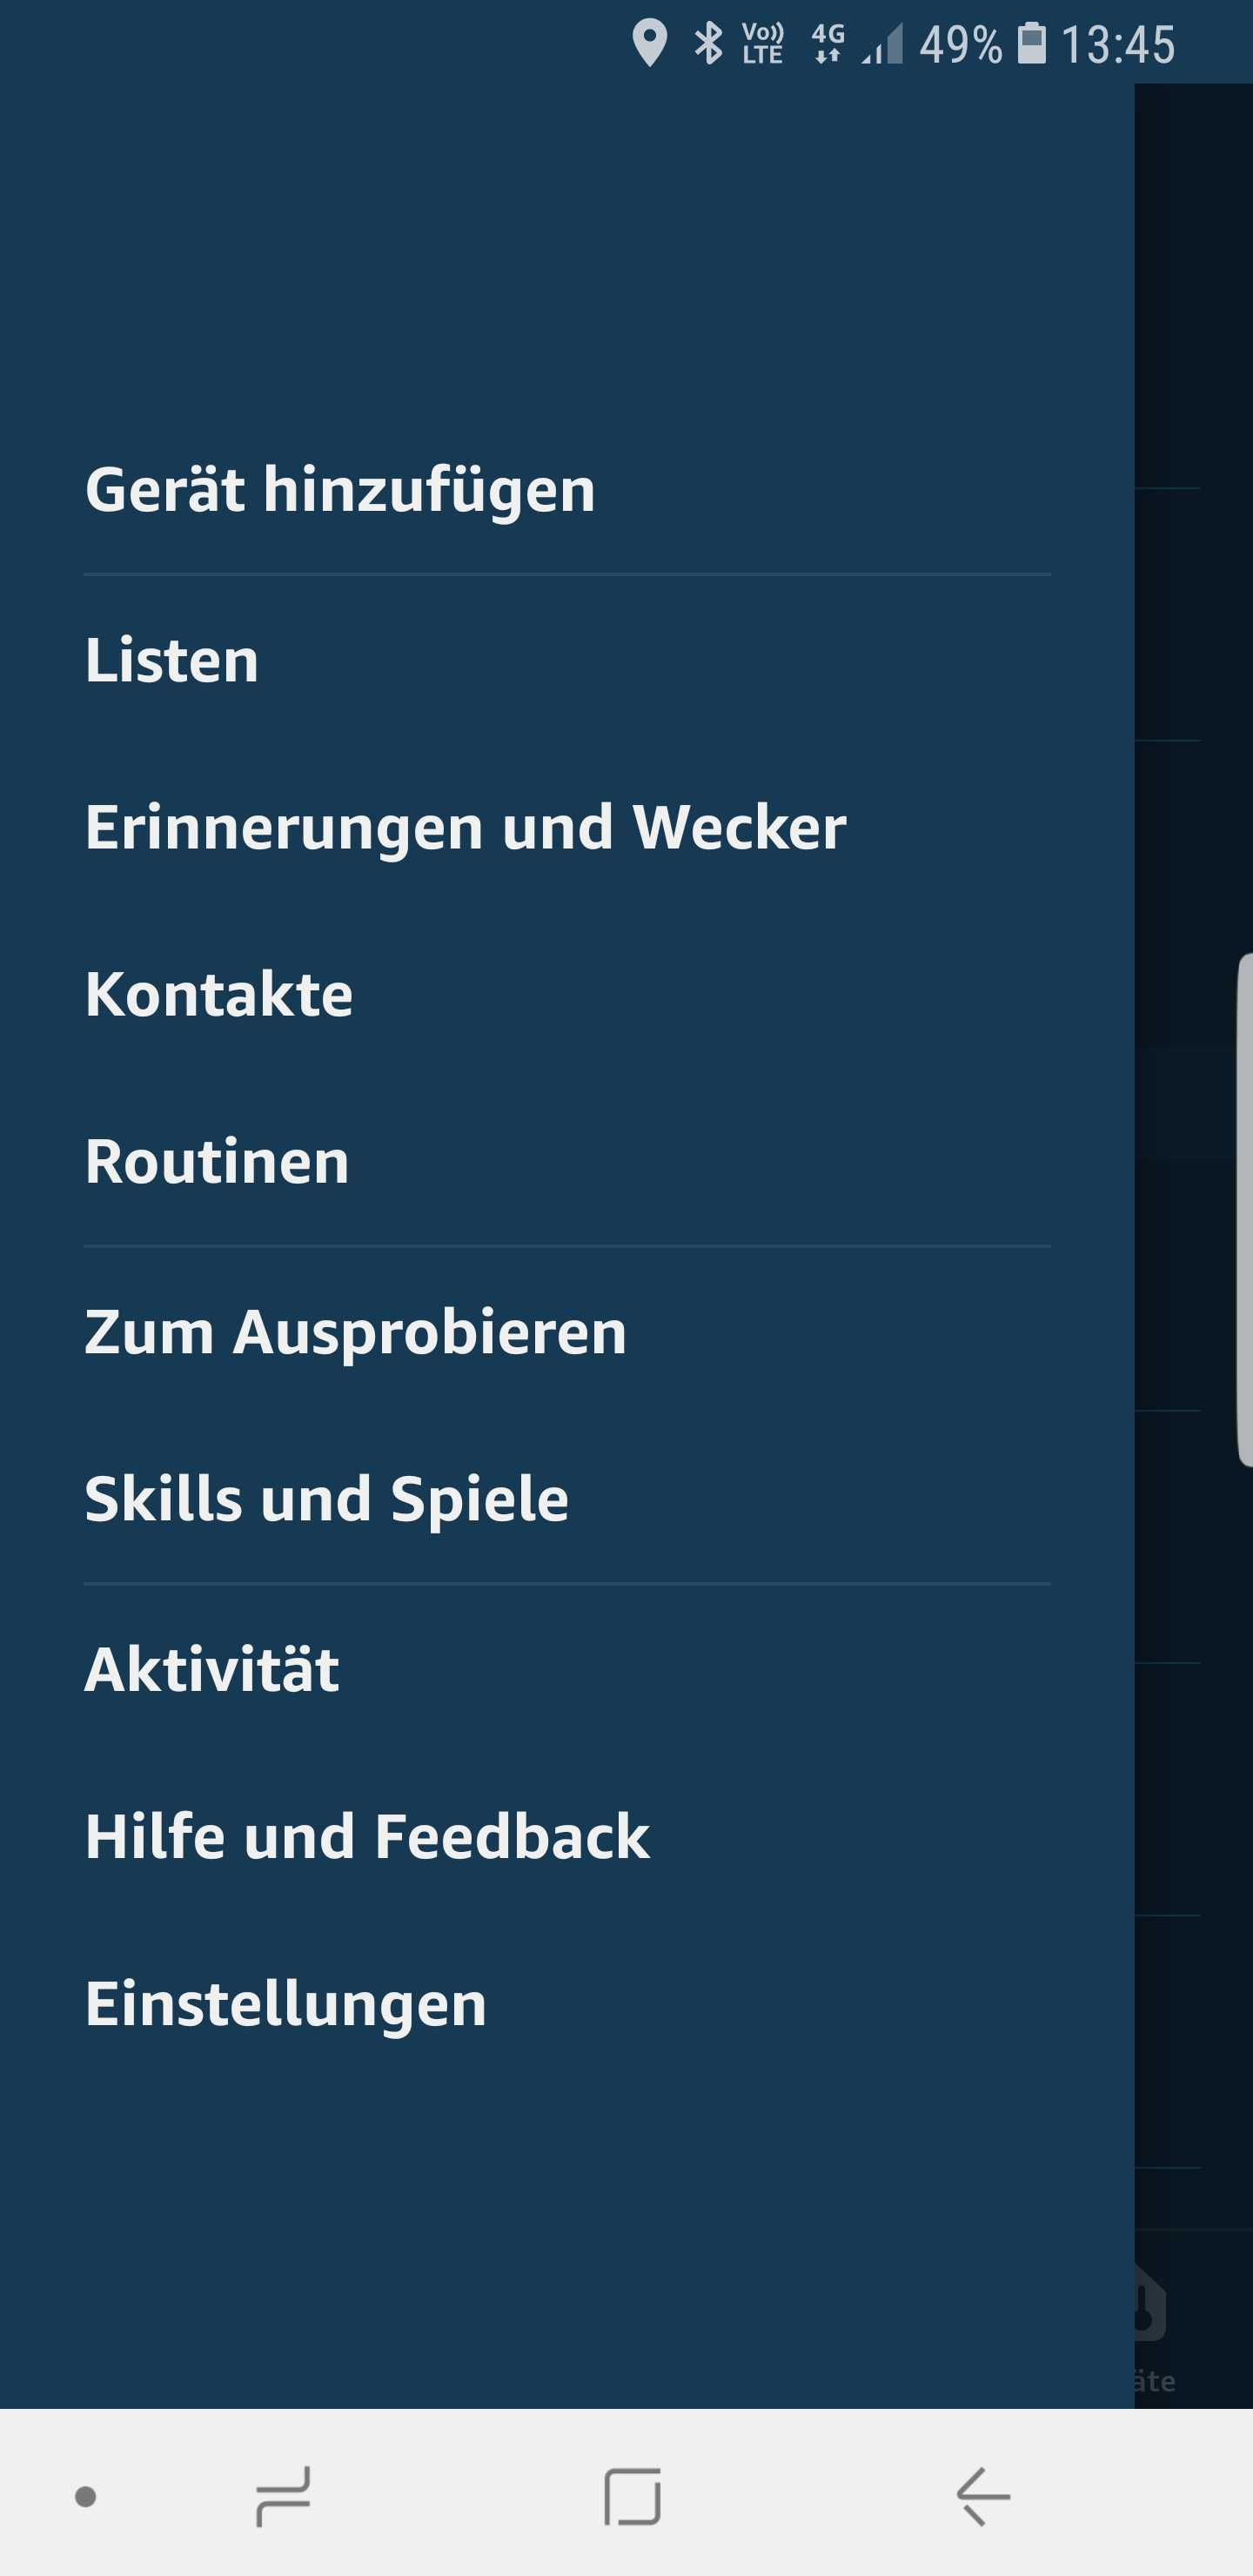 Vo)) LTE 4G 49% 13:45
Gerät hinzufügen
Listen
Erinnerungen und Wecker
Kontakte
Routinen
Zum Ausprobieren
Skills und Spiele
Aktivität
Hilfe und Feedback
Einstellungen
äte